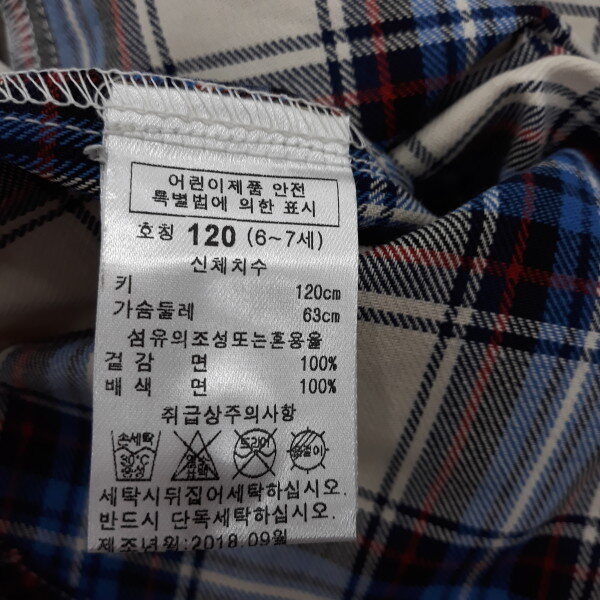 어린이제품 안전
특별법에 의한 표시
호칭 120 (6~7세)
신체치수
키 120cm
가슴둘레 63cm
섬유의조성또는혼용율
겉감 면 100%
배색 면 100%
취급상주의사항
손세탁 드라이
세탁시뒤집어세탁하십시오.
반드시 단독세탁하십시오.
제조년월:2018.09월